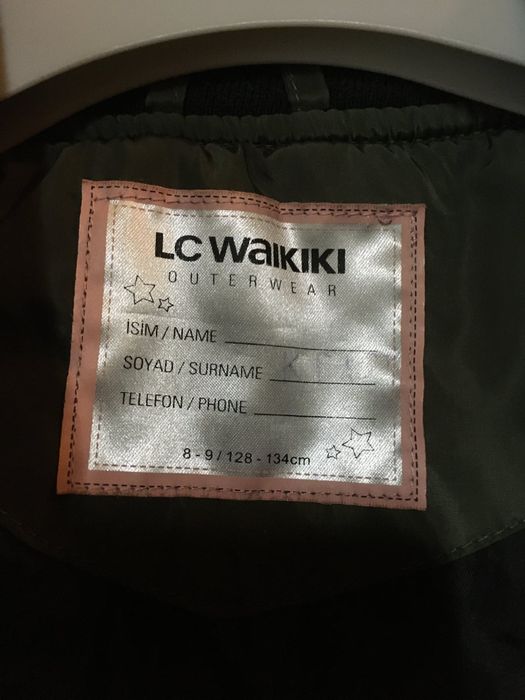 LC WAIKIKI
OUTERWEAR
ISIM / NAME
SOYAD / SURNAME
TELEFON / PHONE
8 - 9 / 128 - 134cm